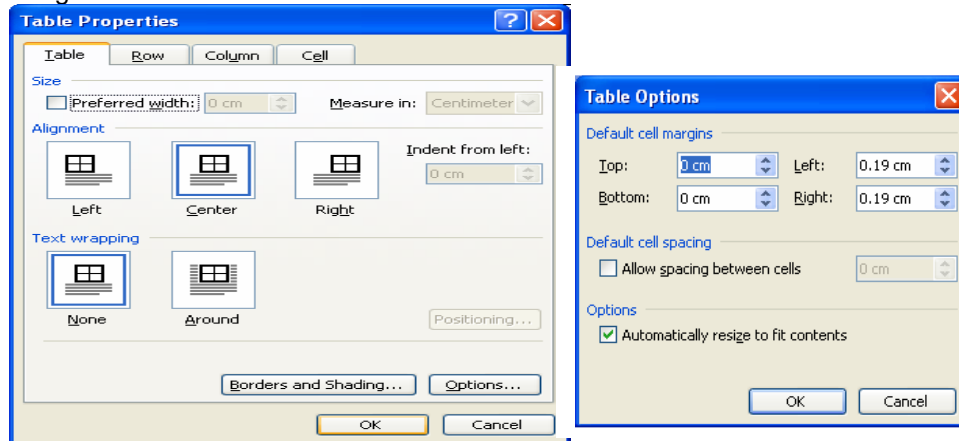 Table Properties
Table Row Column Cell
Size
Preferred width: 0 cm Measure in: Centimeter
Alignment
Indent from left:
0 cm
Left Center Right
Text wrapping
None Around Positioning...
Borders and Shading... Options...
OK Cancel
Table Options
Default cell margins
Top: 0 cm Left: 0.19 cm
Bottom: 0 cm Right: 0.19 cm
Default cell spacing
Allow spacing between cells 0 cm
Options
Automatically resize to fit contents
OK Cancel